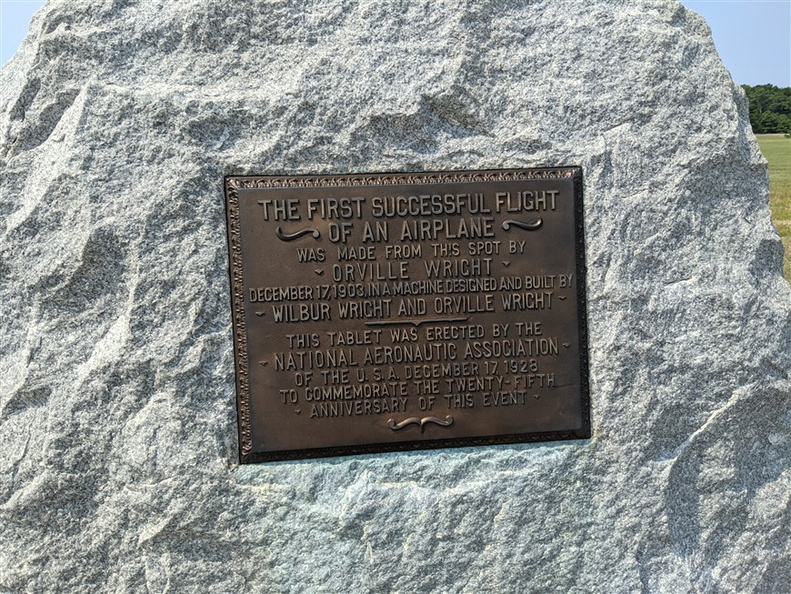 THE FIRST SUCCESSFUL FLIGHT
OF AN AIRPLANE
WAS MADE FROM THIS SPOT BY
ORVILLE WRIGHT
DECEMBER 17, 1903, IN A MACHINE DESIGNED AND BUILT BY
WILBUR WRIGHT AND ORVILLE WRIGHT
THIS TABLET WAS ERECTED BY THE
NATIONAL AERONAUTIC ASSOCIATION
OF THE U.S.A. DECEMBER 17, 1928
TO COMMEMORATE THE TWENTY-FIFTH
ANNIVERSARY OF THIS EVENT